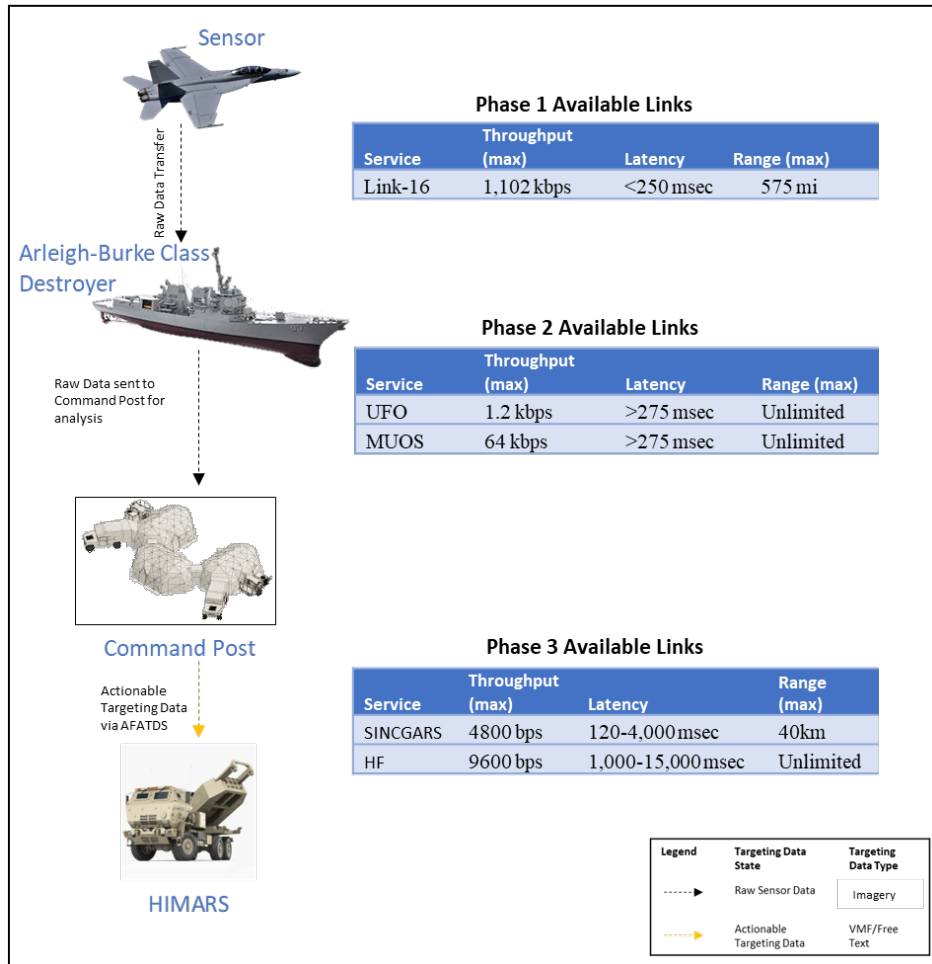 Sensor
Raw Data Transfer
Phase 1 Available Links
Service Throughput (max) Latency Range (max)
Link-16 1,102 kbps <250 msec 575 mi
Arleigh-Burke Class
Destroyer
Raw Data sent to
Command Post for
analysis
Phase 2 Available Links
Service Throughput (max) Latency Range (max)
UFO 1.2 kbps >275 msec Unlimited
MUOS 64 kbps >275 msec Unlimited
Command Post
Actionable
Targeting Data
via AFATDS
Phase 3 Available Links
Service Throughput (max) Latency Range (max)
SINCGARS 4800 bps 120-4,000 msec 40km
HF 9600 bps 1,000-15,000 msec Unlimited
HIMARS
Legend Targeting Data State Targeting Data Type
Raw Sensor Data Imagery
Actionable Targeting Data VMF/Free Text